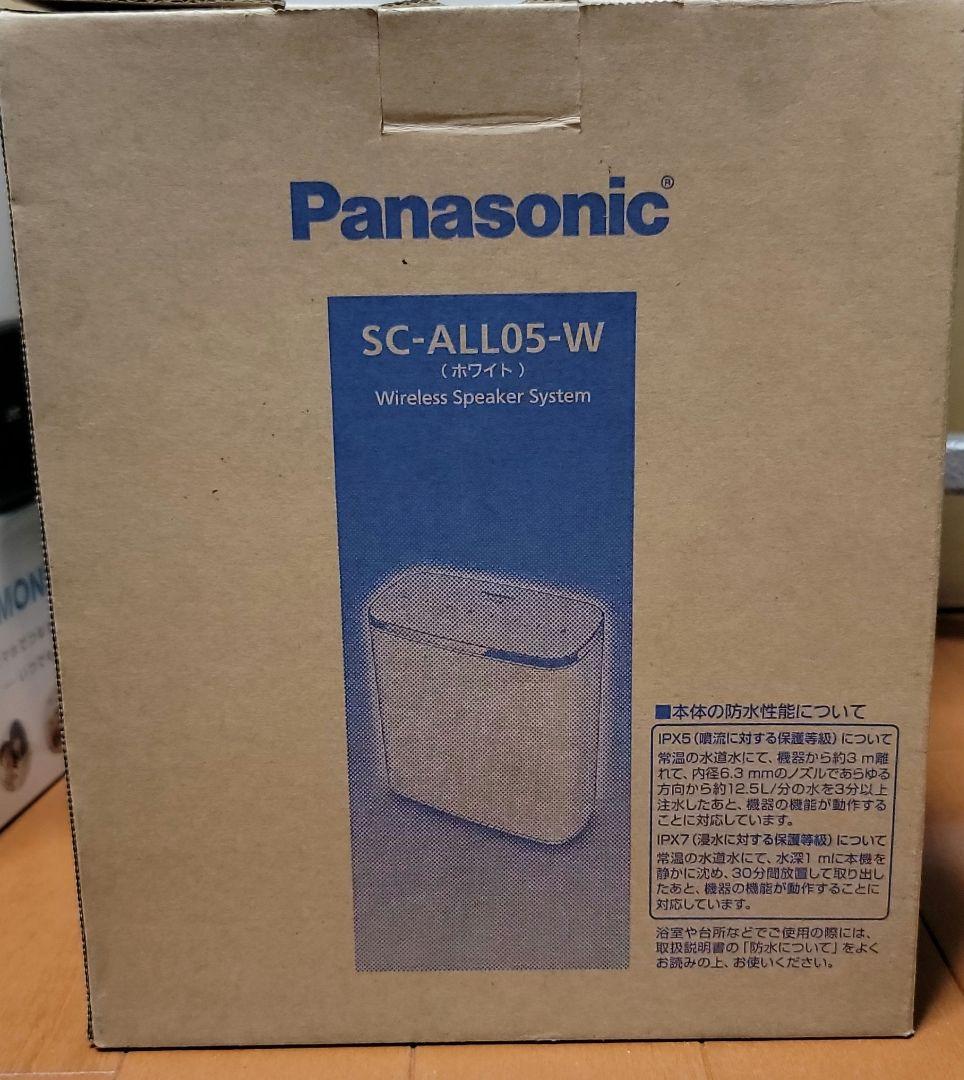 Panasonic®
SC-ALL05-W
(ホワイト)
Wireless Speaker System
■本体の防水性能について
IPX5(噴流に対する保護等級)について
常温の水道水にて、機器から約3 m離
れて、内径6.3 mmのノズルであらゆる
方向から約12.5L/分の水を3分以上
注水したあと、機器の機能が動作する
ことに対応しています。
IPX7(浸水に対する保護等級)について
常温の水道水にて、水深1 mに本機を
静かに沈め、30分間放置して取り出し
たあと、機器の機能が動作することに
対応しています。
浴室や台所などでご使用の際には、
取扱説明書の「防水について」をよく
お読みの上、お使いください。
MON